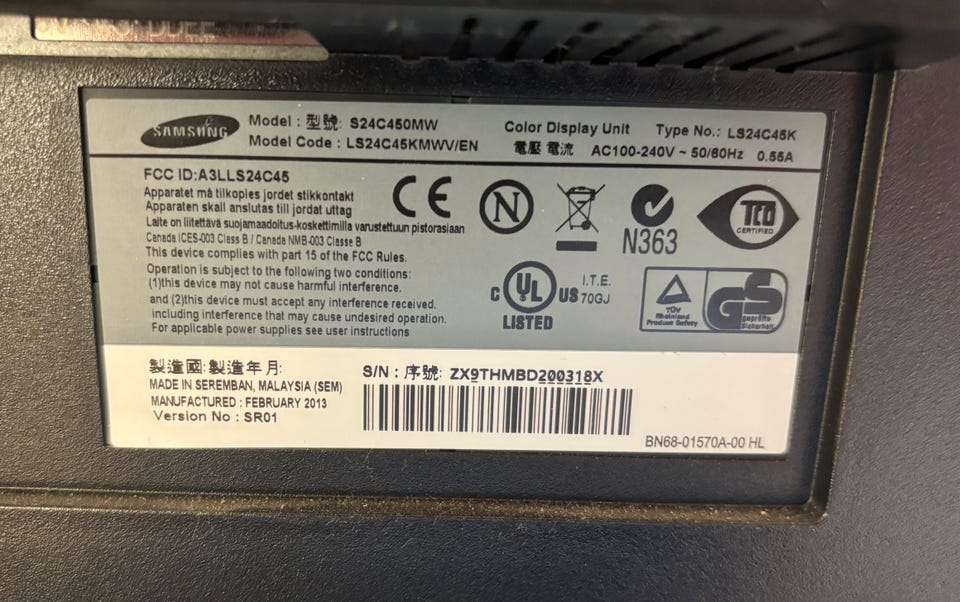 SAMSUNG
Model : 型號: S24C450MW
Model Code : LS24C45KMWV/EN
Color Display Unit Type No.: LS24C45K
電壓 電流 AC100-240V ~ 50/60Hz 0.55A
FCC ID:A3LLS24C45
Apparatet må tilkoples jordet stikkontakt
Apparaten skall anslutas till jordat uttag
Laite on liitettävä suojamaadoitus-koskettimilla varustettuun pistorasiaan
Canada ICES-003 Class B / Canada NMB-003 Classe B
This device complies with part 15 of the FCC Rules.
Operation is subject to the following two conditions:
(1)this device may not cause harmful interference.
and (2)this device must accept any interference received.
including interference that may cause undesired operation.
For applicable power supplies see user instructions
CE
N
N363
TCO
CERTIFIED
C UL US
LISTED
I.T.E.
70GJ
TÜV
Rheinland
Product Safety
GS
geprüfte
Sicherheit
製造國:製造年月:
MADE IN SEREMBAN, MALAYSIA (SEM)
MANUFACTURED : FEBRUARY 2013
Version No : SR01
S/N : 序號: ZX9THMBD200318X
BN68-01570A-00 HL